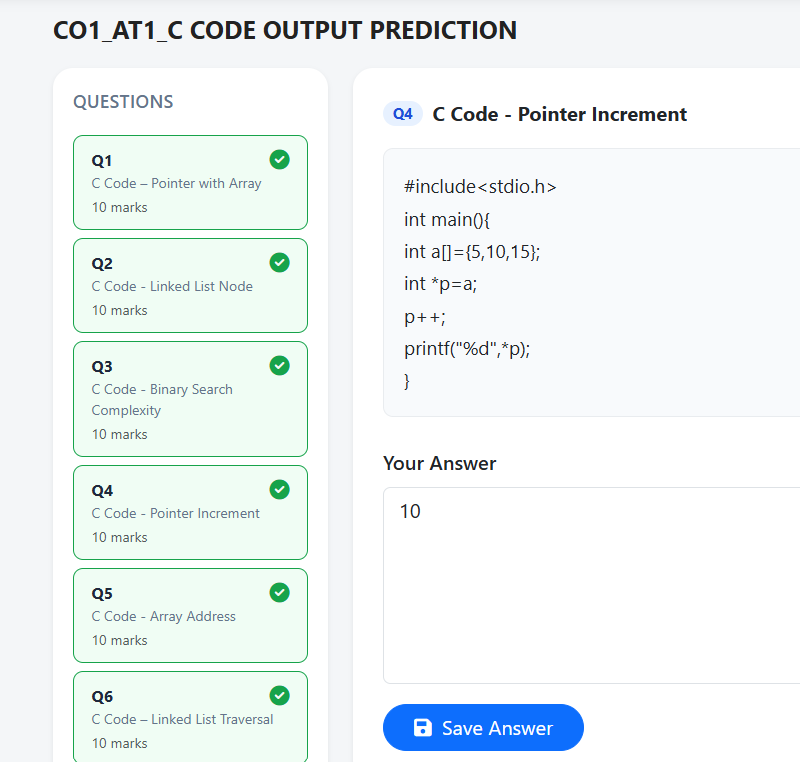 CO1_AT1_C CODE OUTPUT PREDICTION
QUESTIONS
Q1
C Code – Pointer with Array
10 marks
Q2
C Code - Linked List Node
10 marks
Q3
C Code - Binary Search
Complexity
10 marks
Q4
C Code - Pointer Increment
10 marks
Q5
C Code - Array Address
10 marks
Q6
C Code – Linked List Traversal
10 marks
Q4 C Code - Pointer Increment
#include<stdio.h>
int main(){
int a[]={5,10,15};
int *p=a;
p++;
printf("%d",*p);
}
Your Answer
10
Save Answer